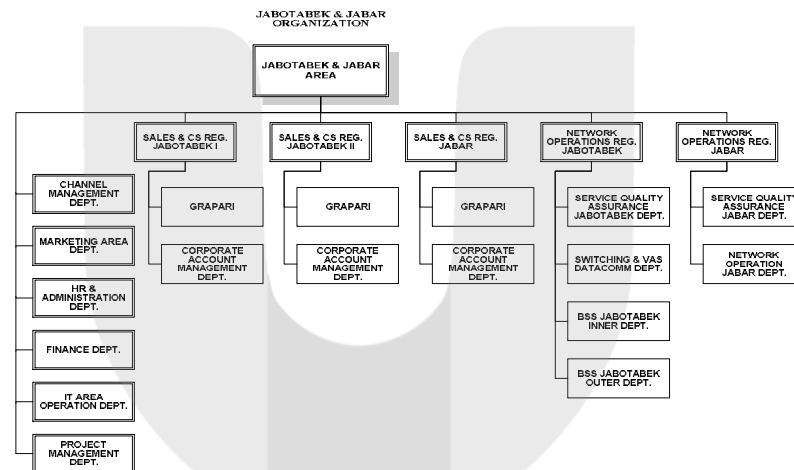 JABOTABEK & JABAR
ORGANIZATION
JABOTABEK & JABAR
AREA
SALES & CS REG.
JABOTABEK I
SALES & CS REG.
JABOTABEK II
SALES & CS REG.
JABAR
NETWORK
OPERATIONS REG.
JABOTABEK
NETWORK
OPERATIONS REG.
JABAR
CHANNEL
MANAGEMENT
DEPT.
MARKETING AREA
DEPT.
HR &
ADMINISTRATION
DEPT.
FINANCE DEPT.
IT AREA
OPERATION DEPT.
PROJECT
MANAGEMENT
DEPT.
GRAPARI
CORPORATE
ACCOUNT
MANAGEMENT
DEPT.
GRAPARI
CORPORATE
ACCOUNT
MANAGEMENT
DEPT.
GRAPARI
CORPORATE
ACCOUNT
MANAGEMENT
DEPT.
SERVICE QUALITY
ASSURANCE
JABOTABEK DEPT.
SWITCHING & VAS
DATACOMM DEPT.
BSS JABOTABEK
INNER DEPT.
BSS JABOTABEK
OUTER DEPT.
SERVICE QUALITY
ASSURANCE
JABAR DEPT.
NETWORK
OPERATION
JABAR DEPT.